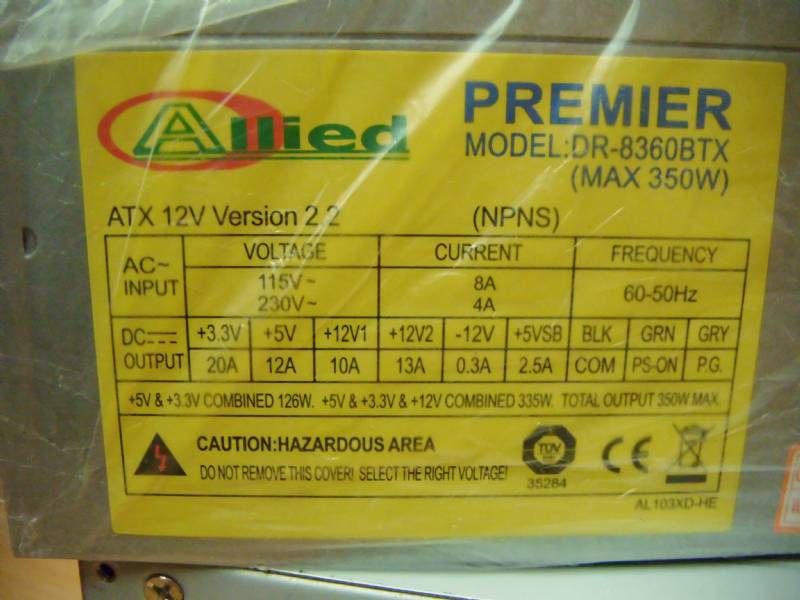 Allied
PREMIER
MODEL:DR-8360BTX
(MAX 350W)
ATX 12V Version 2.2
(NPNS)
AC~ INPUT VOLTAGE CURRENT FREQUENCY
115V~ 8A 60-50Hz
230V~ 4A
DC OUTPUT +3.3V +5V +12V1 +12V2 -12V +5VSB BLK GRN GRY
20A 12A 10A 13A 0.3A 2.5A COM PS-ON P.G.
+5V & +3.3V COMBINED 126W. +5V & +3.3V & +12V COMBINED 335W. TOTAL OUTPUT 350W MAX.
CAUTION:HAZARDOUS AREA
DO NOT REMOVE THIS COVER! SELECT THE RIGHT VOLTAGE!
TÜV
35284
CE
AL103XD-HE